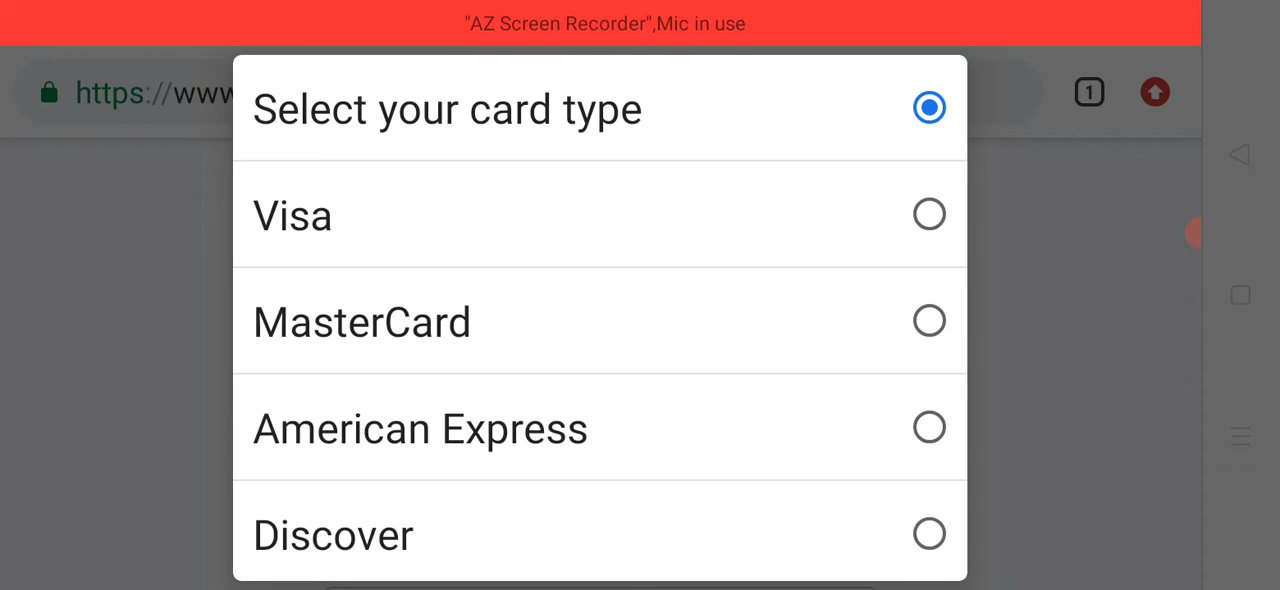 "AZ Screen Recorder",Mic in use
https://www
1
Select your card type
Visa
MasterCard
American Express
Discover